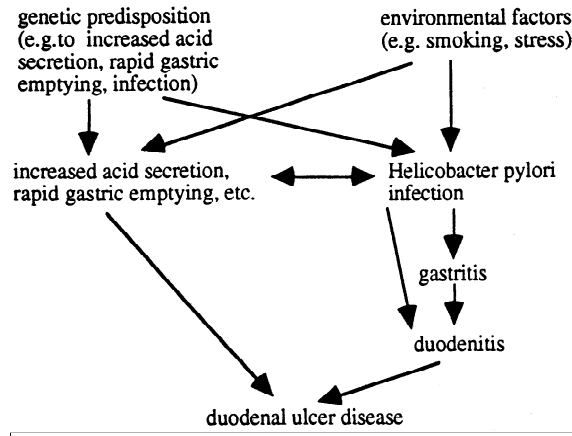 genetic predisposition
(e.g.to increased acid
secretion, rapid gastric
emptying, infection)
environmental factors
(e.g. smoking, stress)
increased acid secretion,
rapid gastric emptying, etc.
Helicobacter pylori
infection
gastritis
duodenitis
duodenal ulcer disease